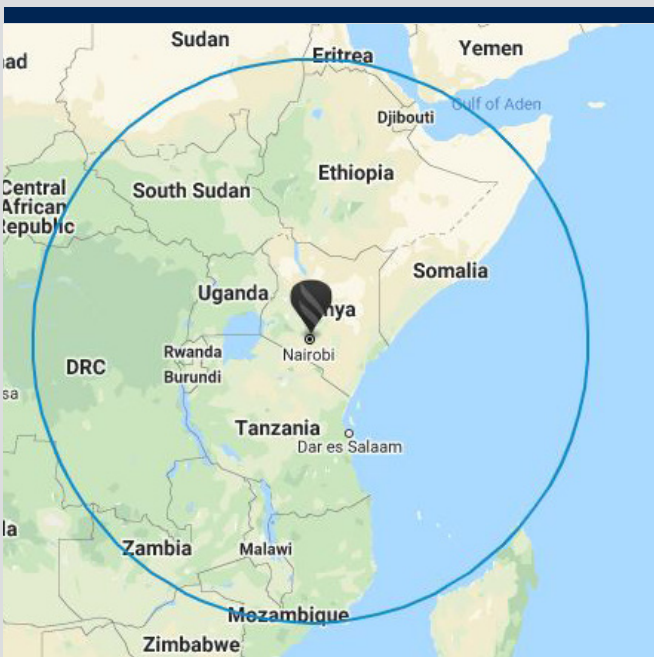 Sudan
Eritrea
Yemen
ad
Gulf of Aden
Djibouti
Ethiopia
Central
African
Republic
South Sudan
Somalia
Uganda
nya
Nairobi
Rwanda
DRC
Burundi
sa
Tanzania
Dar es Salaam
la
Zambia
Malawi
Mozambique
Zimbabwe